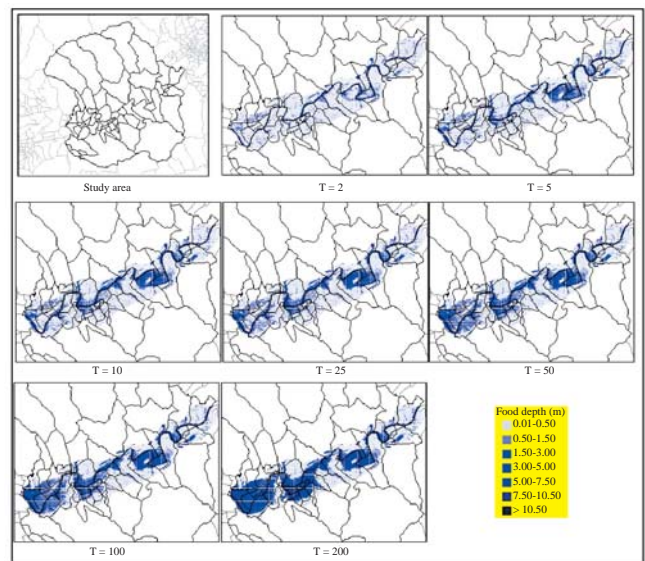 Study area
T = 2
T = 5
T = 10
T = 25
T = 50
T = 100
T = 200
Food depth (m)
0.01-0.50
0.50-1.50
1.50-3.00
3.00-5.00
5.00-7.50
7.50-10.50
> 10.50